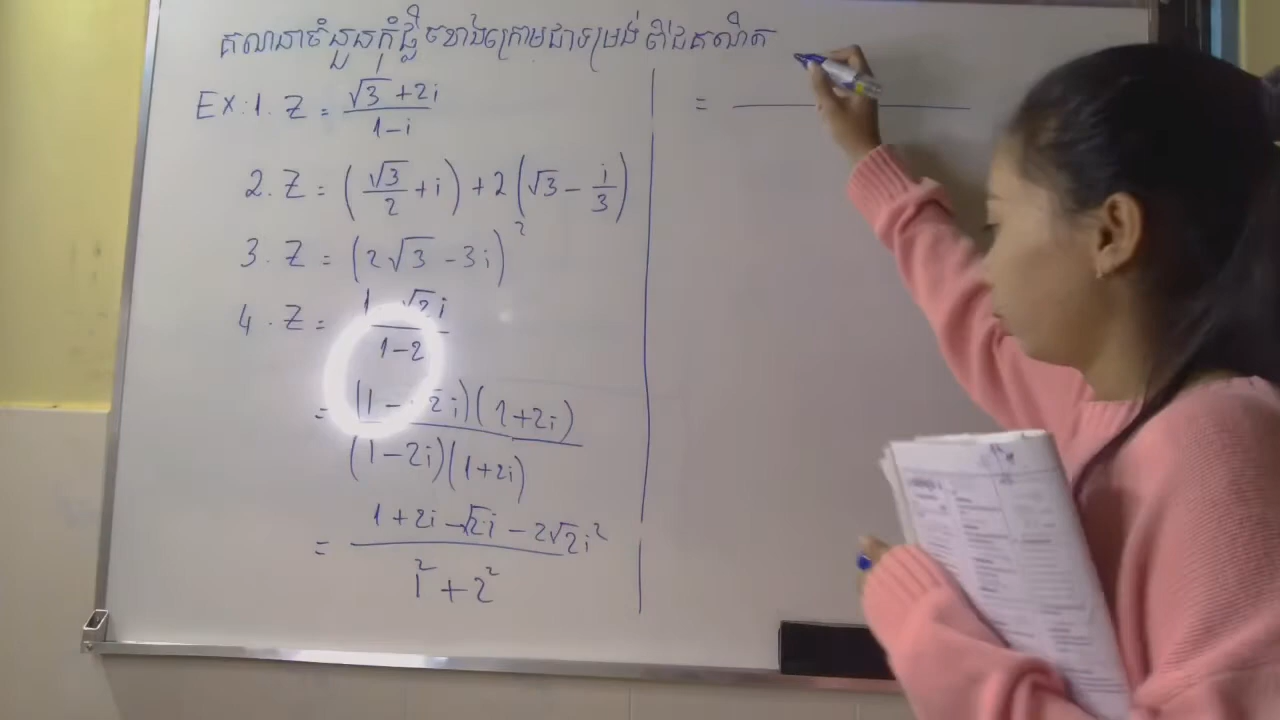 គណនាចំនួនកុំផ្លិចខាងក្រោមជាទម្រង់ ពីជគណិត
EX: 1. Z = (√3 + 2i)/(1 - i)
2. Z = (√3/2 + i) + 2(√3 - i/3)
3. Z = (2√3 - 3i)²
4. Z = (1 - √2i)/(1 - 2
= (1 - √2i)(1 + 2i)/(1 - 2i)(1 + 2i)
= (1 + 2i - √2i - 2√2i²)/(1² + 2²)
=